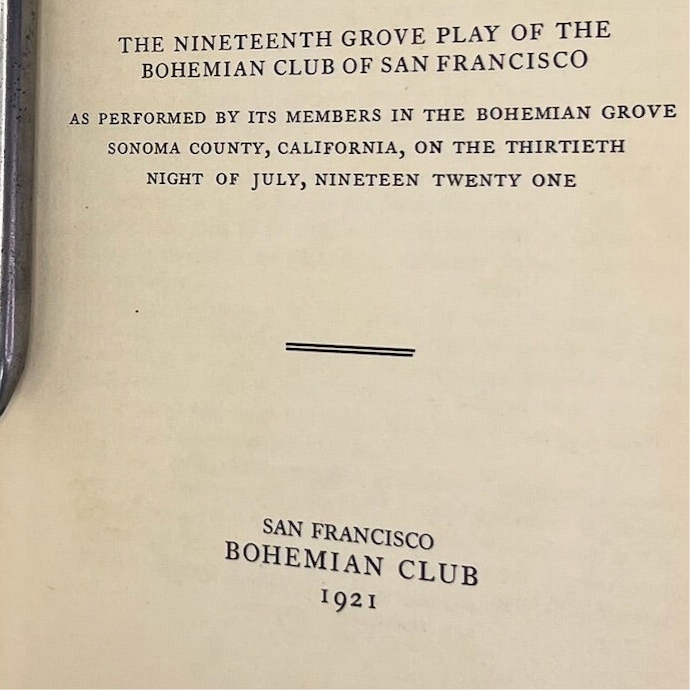 THE NINETEENTH GROVE PLAY OF THE
BOHEMIAN CLUB OF SAN FRANCISCO
AS PERFORMED BY ITS MEMBERS IN THE BOHEMIAN GROVE
SONOMA COUNTY, CALIFORNIA, ON THE THIRTIETH
NIGHT OF JULY, NINETEEN TWENTY ONE
SAN FRANCISCO
BOHEMIAN CLUB
1921